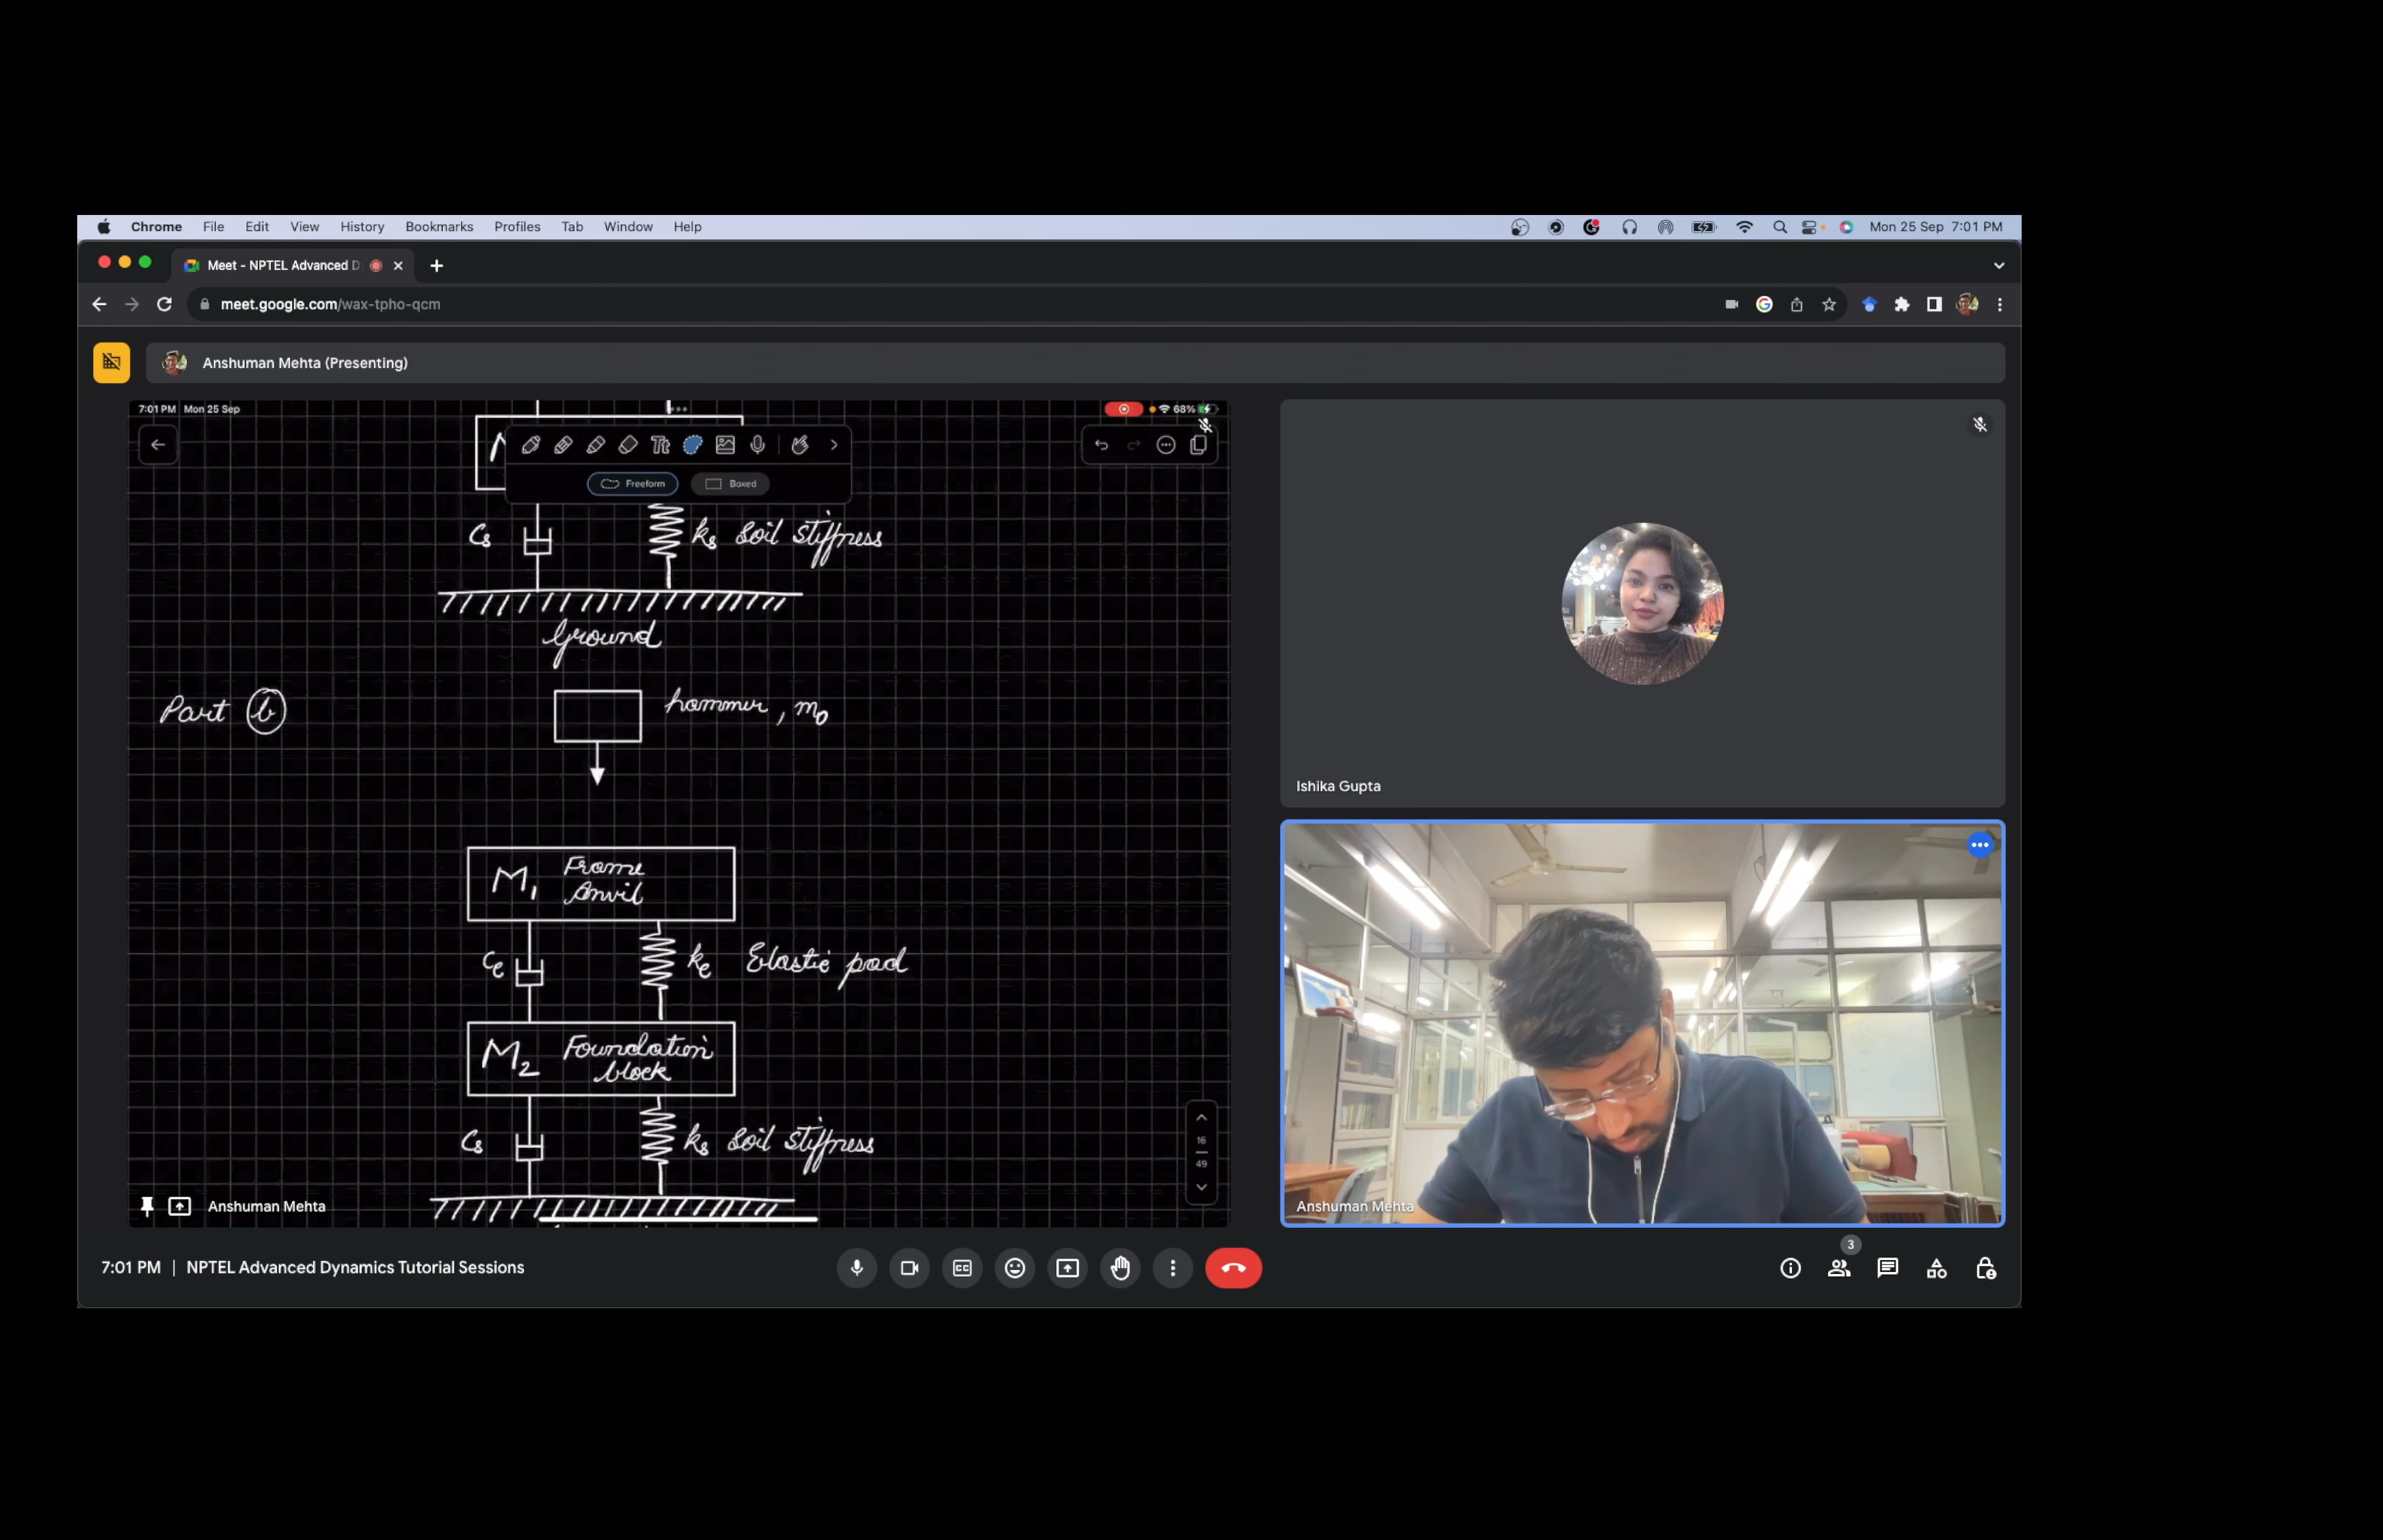 Chrome File Edit View History Bookmarks Profiles Tab Window Help Mon 25 Sep 7:01 PM
Meet - NPTEL Advanced D
meet.google.com/wax-tpho-qcm
Anshuman Mehta (Presenting)
7:01 PM Mon 25 Sep 68%
Tt
Freeform Boxed
Cs ks Soil stiffness
Ground
Part b hammer, m0
M1 Frame
Anvil
Ce ke Elastic pad
M2 Foundation
block
Cs ks Soil stiffness
16
49
Anshuman Mehta
Ishika Gupta
Anshuman Mehta
7:01 PM | NPTEL Advanced Dynamics Tutorial Sessions
CC
3